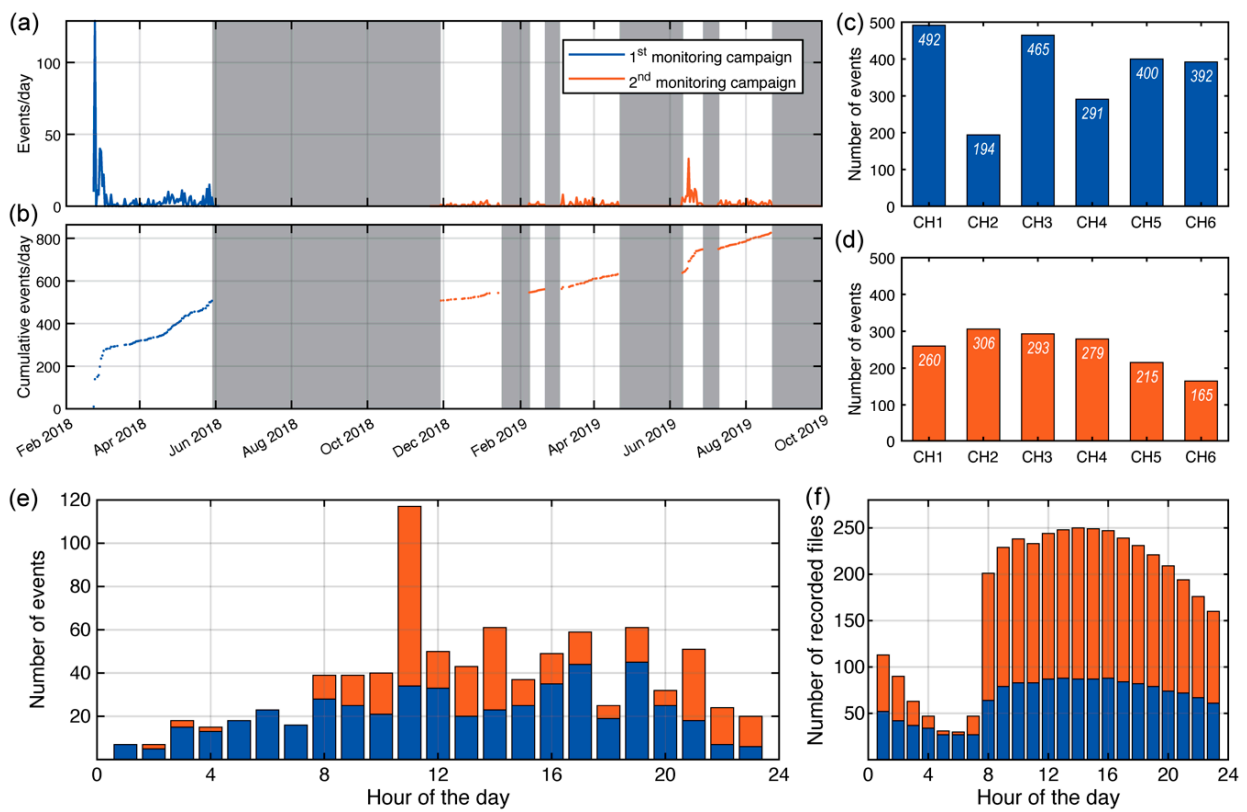 (a)
Events/day
100
50
0
1st monitoring campaign
2nd monitoring campaign
(b)
Cumulative events/day
800
600
400
200
0
Feb 2018
Apr 2018
Jun 2018
Aug 2018
Oct 2018
Dec 2018
Feb 2019
Apr 2019
Jun 2019
Aug 2019
Oct 2019
(c)
Number of events
500
400
300
200
100
0
492
194
465
291
400
392
CH1 CH2 CH3 CH4 CH5 CH6
(d)
Number of events
500
400
300
200
100
0
260
306
293
279
215
165
CH1 CH2 CH3 CH4 CH5 CH6
(e)
Number of events
120
100
80
60
40
20
0 4 8 12 16 20 24
Hour of the day
(f)
Number of recorded files
250
200
150
100
50
0 4 8 12 16 20 24
Hour of the day